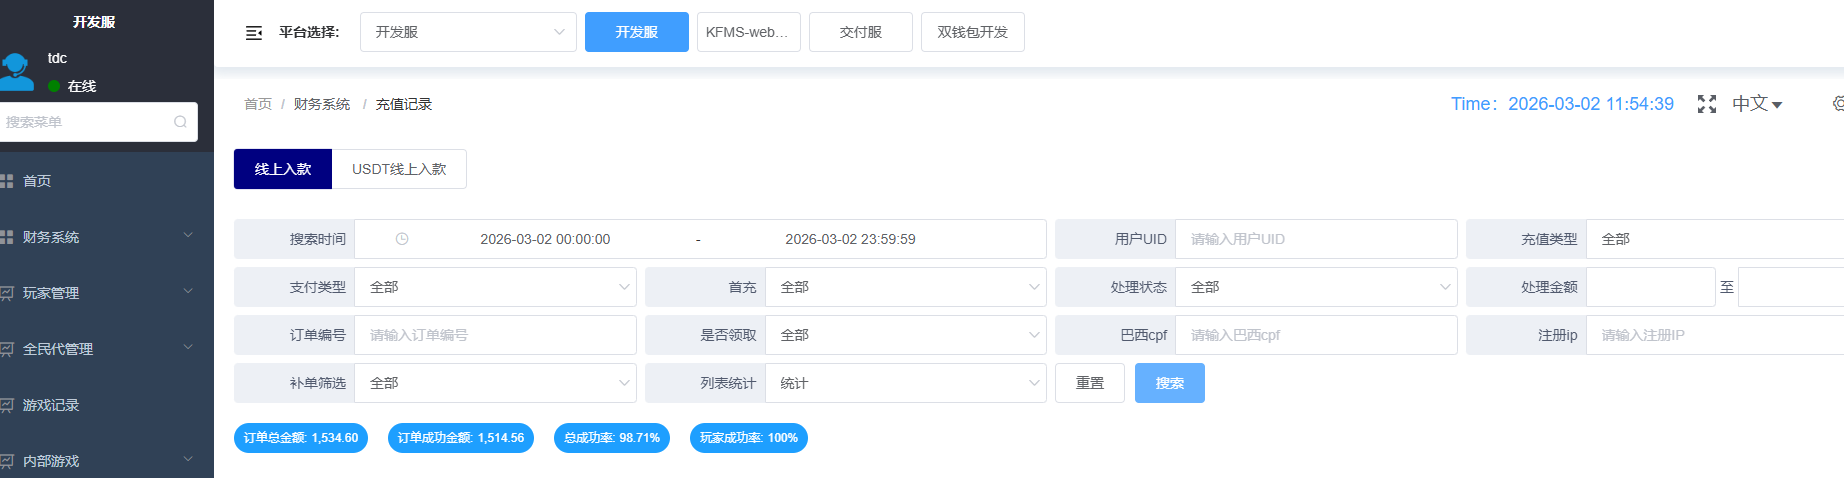 开发服
tdc
在线
搜索菜单
首页
财务系统
玩家管理
全民代管理
游戏记录
内部游戏
平台选择: 开发服 开发服 KFMS-web... 交付服 双钱包开发
首页 / 财务系统 / 充值记录
Time：2026-03-02 11:54:39 中文
线上入款 USDT线上入款
搜索时间 2026-03-02 00:00:00 - 2026-03-02 23:59:59 用户UID 请输入用户UID 充值类型 全部
支付类型 全部 首充 全部 处理状态 全部 处理金额 至
订单编号 请输入订单编号 是否领取 全部 巴西cpf 请输入巴西cpf 注册ip 请输入注册IP
补单筛选 全部 列表统计 统计 重置 搜索
订单总金额: 1,534.60 订单成功金额: 1,514.56 总成功率: 98.71% 玩家成功率: 100%